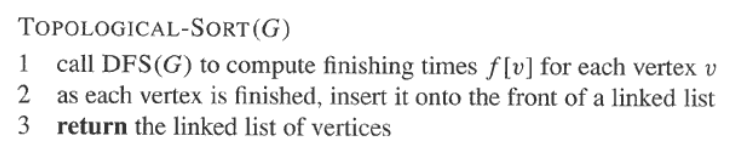 TOPOLOGICAL-SORT(G)
1 call DFS(G) to compute finishing times f[v] for each vertex v
2 as each vertex is finished, insert it onto the front of a linked list
3 return the linked list of vertices